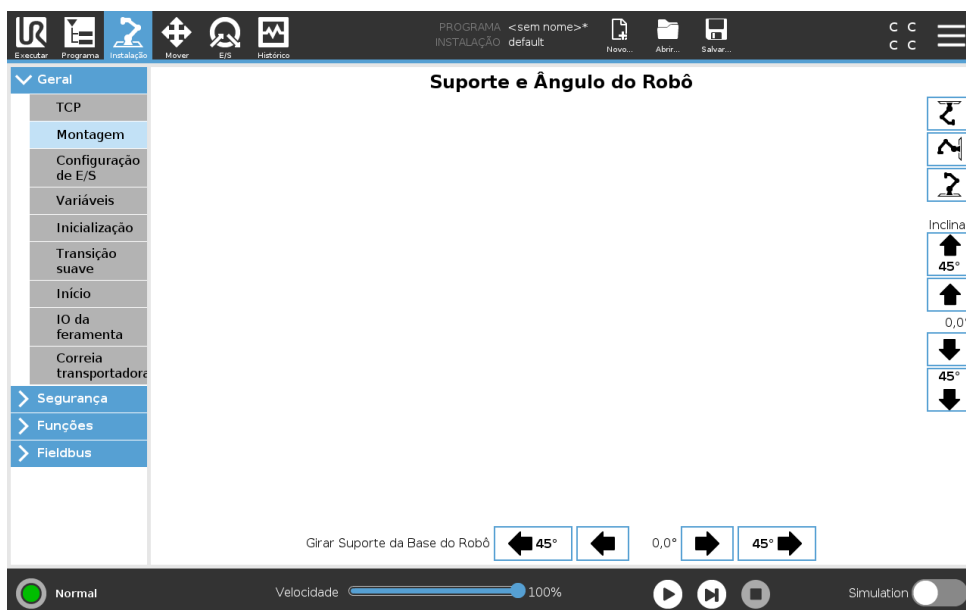 PROGRAMA <sem nome>*
INSTALAÇÃO default
UR
Executar
Programa
Instalação
Mover
E/S
Histórico
Novo...
Abrir...
Salvar...
C C
C C
Geral
TCP
Montagem
Configuração
de E/S
Variáveis
Inicialização
Transição
suave
Início
IO da
ferramenta
Correia
transportadora
Segurança
Funções
Fieldbus
Suporte e Ângulo do Robô
Inclina
45°
0,0°
45°
Girar Suporte da Base do Robô 45° 0,0° 45°
Normal
Velocidade 100%
Simulation